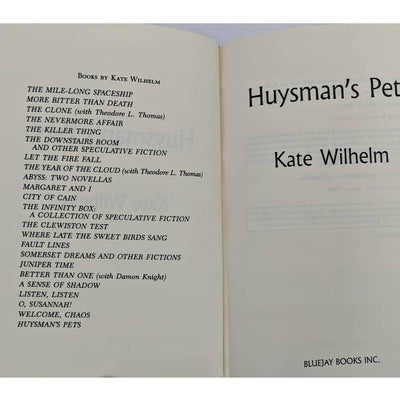 BOOKS BY KATE WILHELM
THE MILE-LONG SPACESHIP
MORE BITTER THAN DEATH
THE CLONE (with Theodore L. Thomas)
THE NEVERMORE AFFAIR
THE KILLER THING
THE DOWNSTAIRS ROOM
AND OTHER SPECULATIVE FICTION
LET THE FIRE FALL
THE YEAR OF THE CLOUD (with Theodore L. Thomas)
ABYSS: TWO NOVELLAS
MARGARET AND I
CITY OF CAIN
THE INFINITY BOX:
A COLLECTION OF SPECULATIVE FICTION
THE CLEWISTON TEST
WHERE LATE THE SWEET BIRDS SANG
FAULT LINES
SOMERSET DREAMS AND OTHER FICTIONS
JUNIPER TIME
BETTER THAN ONE (with Damon Knight)
A SENSE OF SHADOW
LISTEN, LISTEN
O, SUSANNAH!
WELCOME, CHAOS
HUYSMAN'S PETS
Huysman's Pet
Kate Wilhelm
BLUEJAY BOOKS INC.